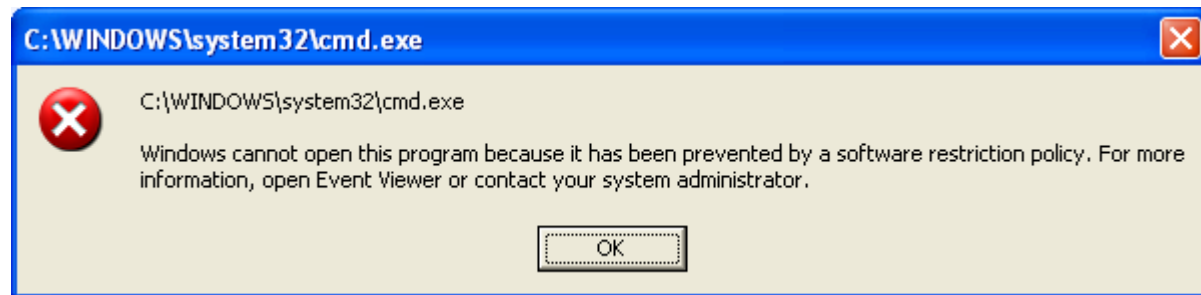 C:\WINDOWS\system32\cmd.exe
C:\WINDOWS\system32\cmd.exe
Windows cannot open this program because it has been prevented by a software restriction policy. For more
information, open Event Viewer or contact your system administrator.
OK